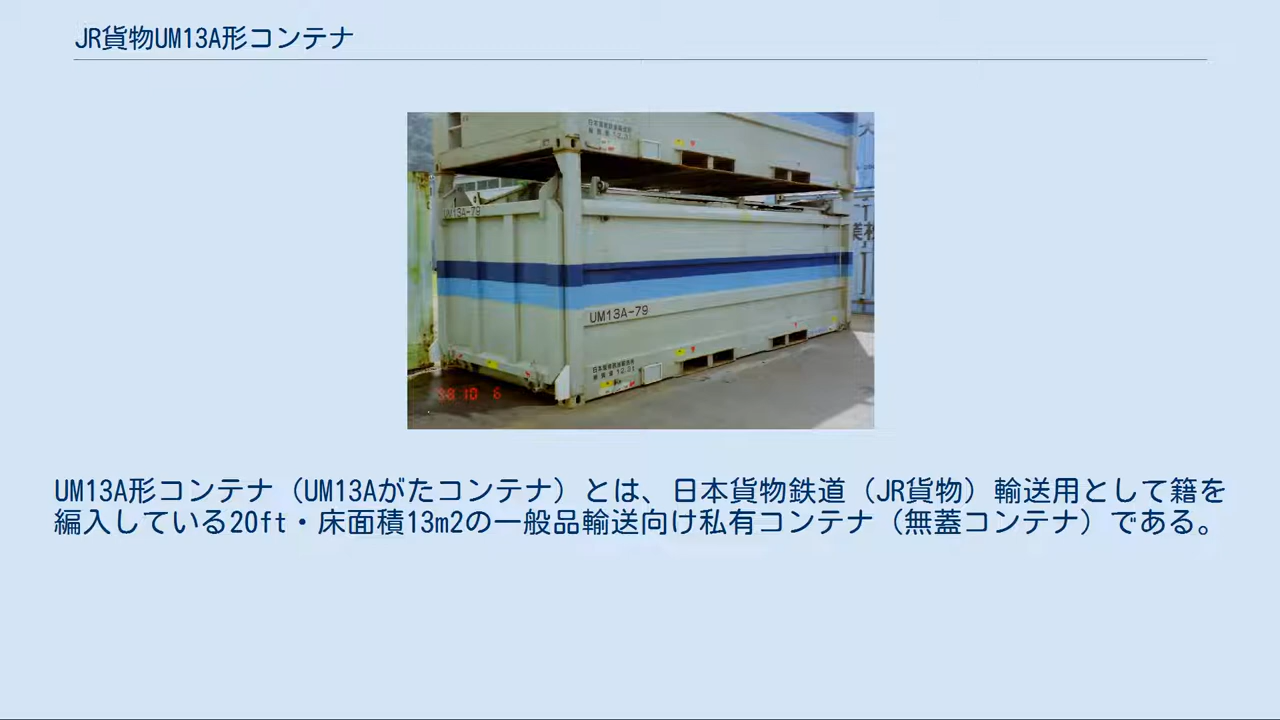 JR貨物UM13A形コンテナ
UM13A-79
UM13A-79
10 6
UM13A形コンテナ（UM13Aがたコンテナ）とは、日本貨物鉄道（JR貨物）輸送用として籍を
編入している20ft・床面積13m2の一般品輸送向け私有コンテナ（無蓋コンテナ）である。